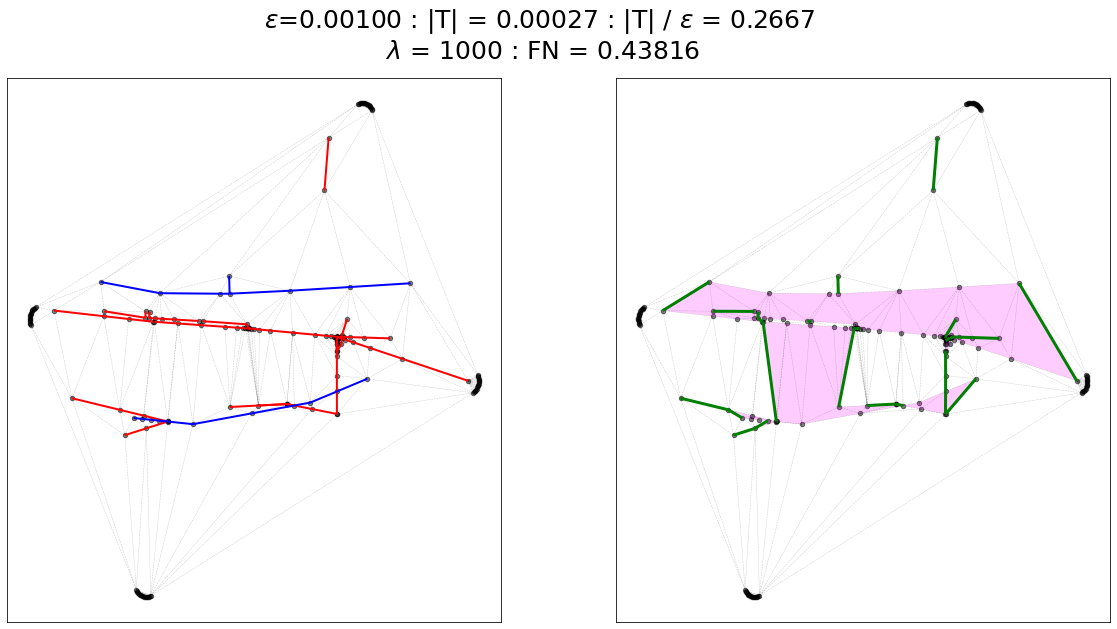 ε=0.00100 : |T| = 0.00027 : |T| / ε = 0.2667
λ = 1000 : FN = 0.43816